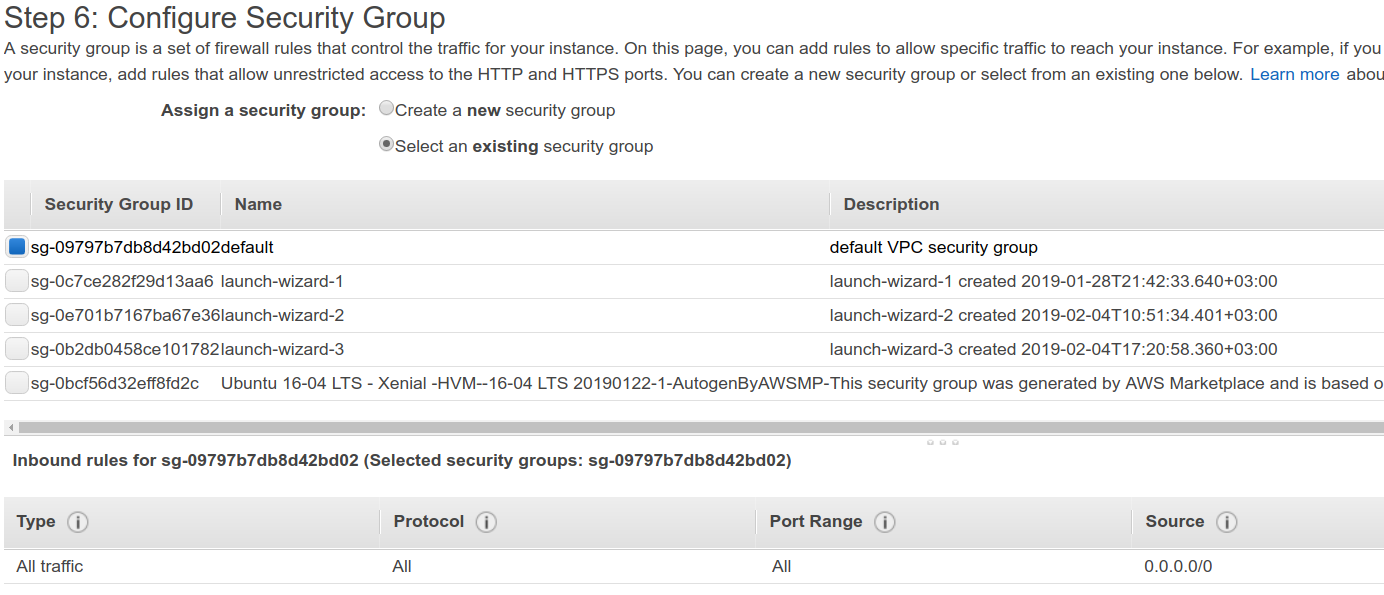 Step 6: Configure Security Group
A security group is a set of firewall rules that control the traffic for your instance. On this page, you can add rules to allow specific traffic to reach your instance. For example, if you
your instance, add rules that allow unrestricted access to the HTTP and HTTPS ports. You can create a new security group or select from an existing one below. Learn more abou
Assign a security group: Create a new security group
Select an existing security group
Security Group ID Name Description
sg-09797b7db8d42bd02 default default VPC security group
sg-0c7ce282f29d13aa6 launch-wizard-1 launch-wizard-1 created 2019-01-28T21:42:33.640+03:00
sg-0e701b7167ba67e36 launch-wizard-2 launch-wizard-2 created 2019-02-04T10:51:34.401+03:00
sg-0b2db0458ce101782 launch-wizard-3 launch-wizard-3 created 2019-02-04T17:20:58.360+03:00
sg-0bcf56d32eff8fd2c Ubuntu 16-04 LTS - Xenial -HVM--16-04 LTS 20190122-1-AutogenByAWSMP- This security group was generated by AWS Marketplace and is based o
Inbound rules for sg-09797b7db8d42bd02 (Selected security groups: sg-09797b7db8d42bd02)
Type Protocol Port Range Source
All traffic All All 0.0.0.0/0